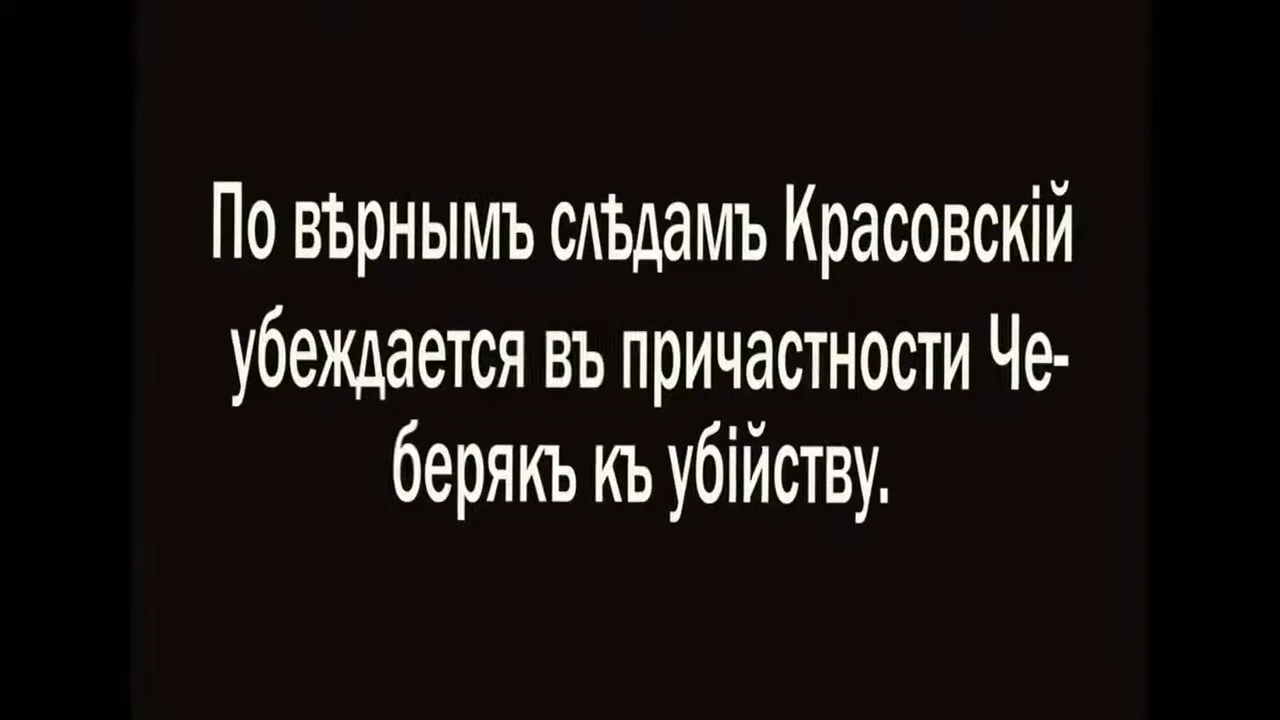 По вѣрнымъ слѣдамъ Красовскій
убеждается въ причастности Че-
берякъ къ убійству.